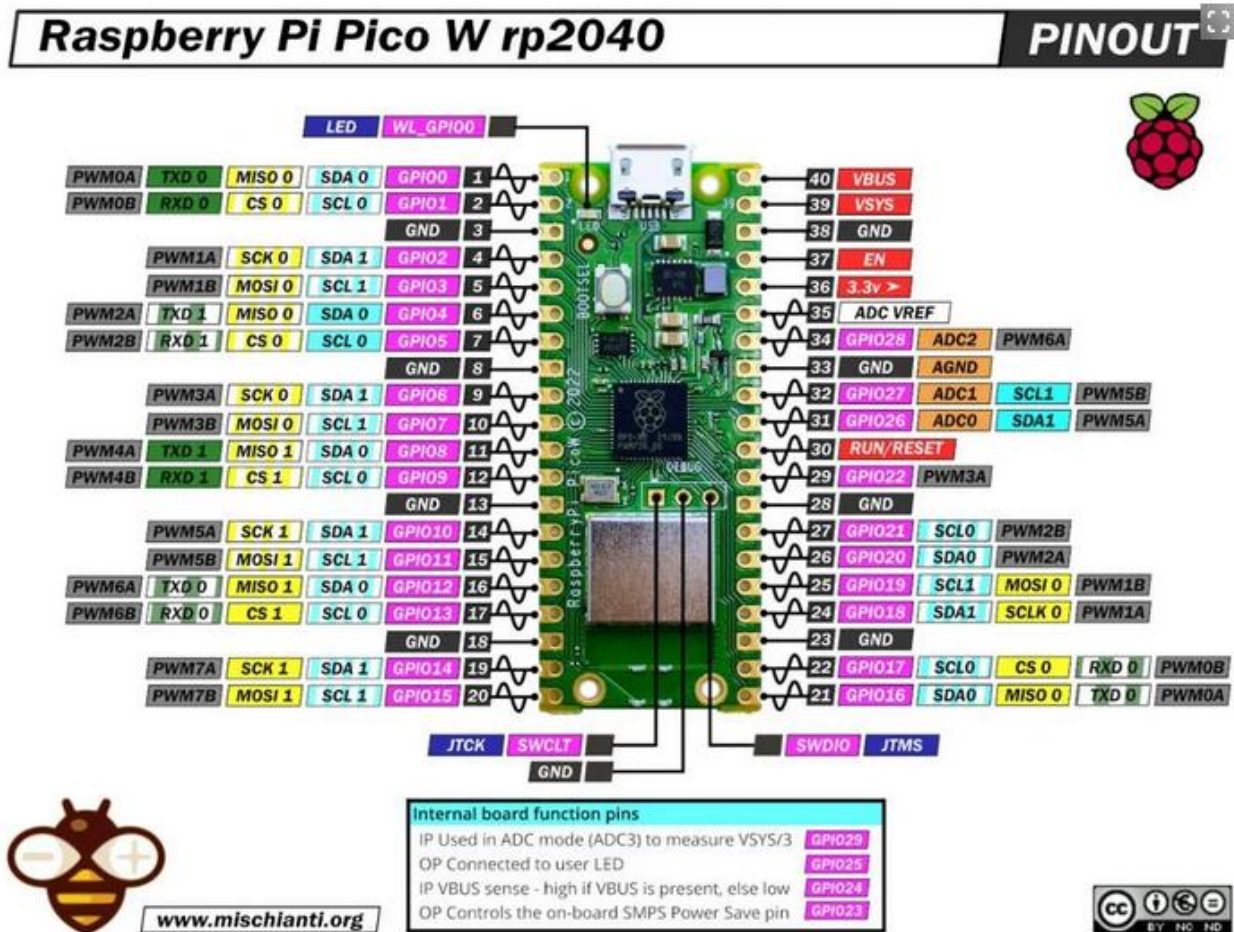 Raspberry Pi Pico W rp2040 PINOUT
LED WL_GPIO0
PWM0A TXD 0 MISO 0 SDA 0 GPIO0 1
PWM0B RXD 0 CS 0 SCL 0 GPIO1 2
GND 3
PWM1A SCK 0 SDA 1 GPIO2 4
PWM1B MOSI 0 SCL 1 GPIO3 5
PWM2A TXD 1 MISO 0 SDA 0 GPIO4 6
PWM2B RXD 1 CS 0 SCL 0 GPIO5 7
GND 8
PWM3A SCK 0 SDA 1 GPIO6 9
PWM3B MOSI 0 SCL 1 GPIO7 10
PWM4A TXD 1 MISO 1 SDA 0 GPIO8 11
PWM4B RXD 1 CS 1 SCL 0 GPIO9 12
GND 13
PWM5A SCK 1 SDA 1 GPIO10 14
PWM5B MOSI 1 SCL 1 GPIO11 15
PWM6A TXD 0 MISO 1 SDA 0 GPIO12 16
PWM6B RXD 0 CS 1 SCL 0 GPIO13 17
GND 18
PWM7A SCK 1 SDA 1 GPIO14 19
PWM7B MOSI 1 SCL 1 GPIO15 20
1
2
39
LED
USB
BOOTSEL
Raspberry Pi Pico W © 2022
DEBUG
40 VBUS
39 VSYS
38 GND
37 EN
36 3.3v ➤
35 ADC VREF
34 GPIO28 ADC2 PWM6A
33 GND AGND
32 GPIO27 ADC1 SCL1 PWM5B
31 GPIO26 ADC0 SDA1 PWM5A
30 RUN/RESET
29 GPIO22 PWM3A
28 GND
27 GPIO21 SCL0 PWM2B
26 GPIO20 SDA0 PWM2A
25 GPIO19 SCL1 MOSI 0 PWM1B
24 GPIO18 SDA1 SCLK 0 PWM1A
23 GND
22 GPIO17 SCL0 CS 0 RXD 0 PWM0B
21 GPIO16 SDA0 MISO 0 TXD 0 PWM0A
JTCK SWCLT
GND
SWDIO JTMS
Internal board function pins
IP Used in ADC mode (ADC3) to measure VSYS/3 GPIO29
OP Connected to user LED GPIO25
IP VBUS sense - high if VBUS is present, else low GPIO24
OP Controls the on-board SMPS Power Save pin GPIO23
www.mischianti.org
cc
BY NC ND